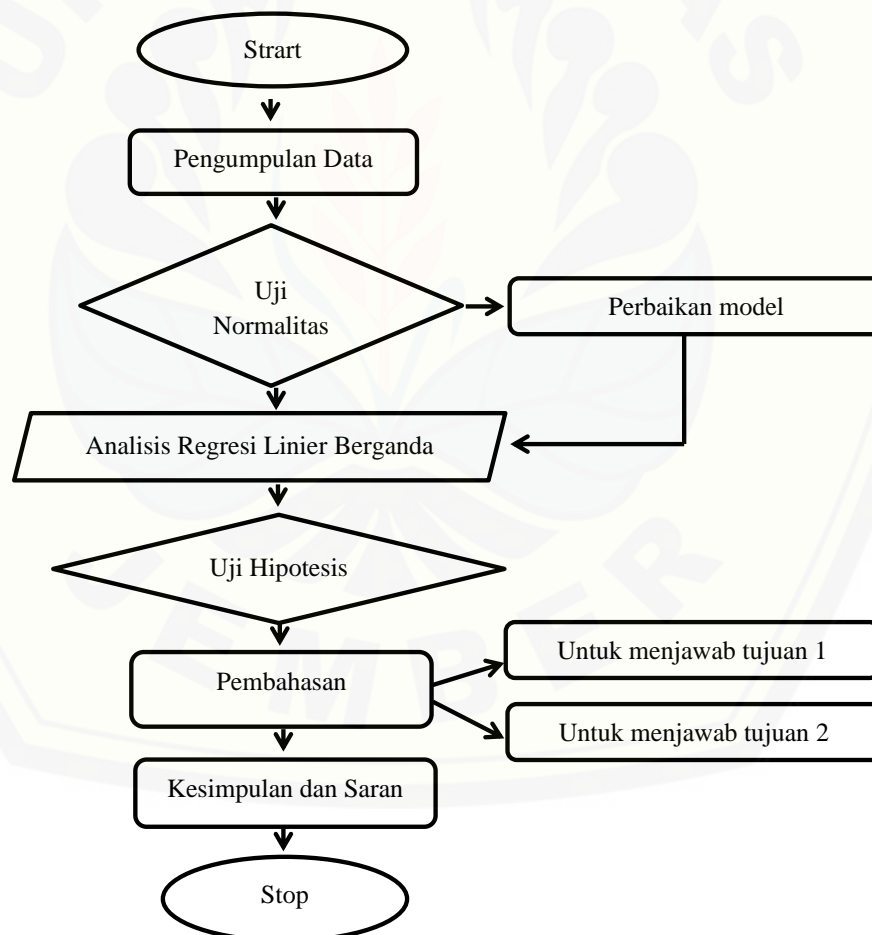 Strart
Pengumpulan Data
Uji
Normalitas
Perbaikan model
Analisis Regresi Linier Berganda
Uji Hipotesis
Pembahasan
Untuk menjawab tujuan 1
Untuk menjawab tujuan 2
Kesimpulan dan Saran
Stop
JEMBER